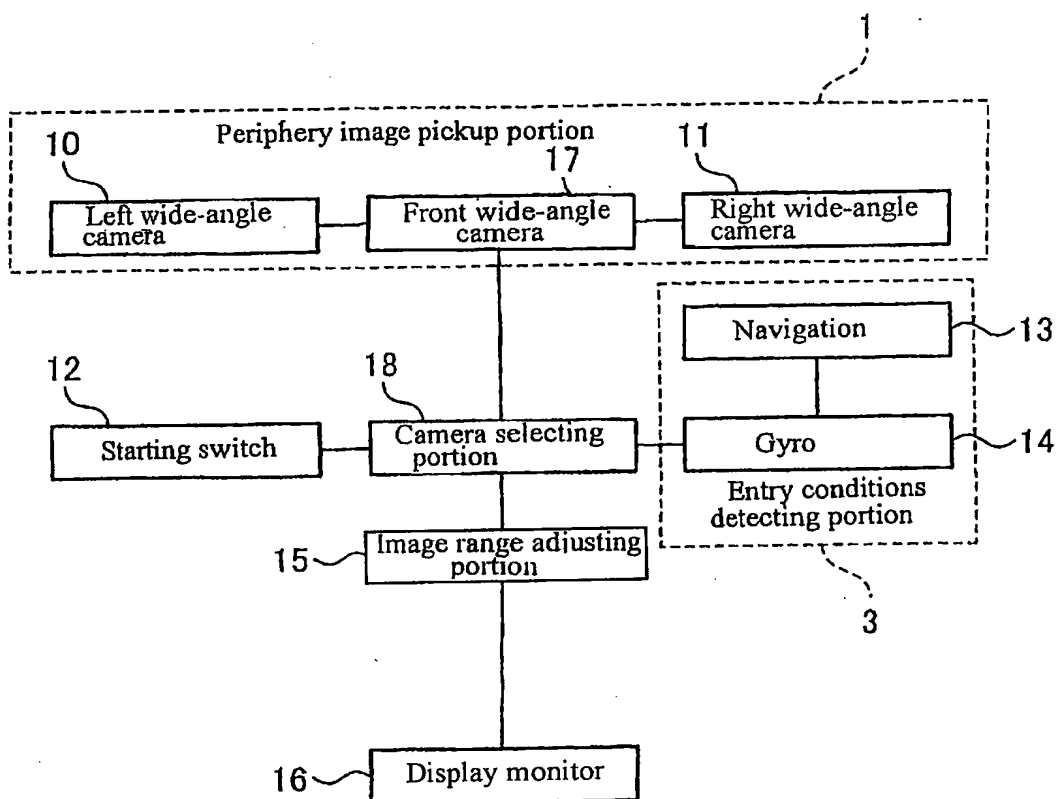 1
Periphery image pickup portion
10
17
11
Left wide-angle
camera
Front wide-angle
camera
Right wide-angle
camera
Navigation
13
12
18
Starting switch
Camera selecting
portion
Gyro
14
Entry conditions
detecting portion
15
Image range adjusting
portion
3
16
Display monitor